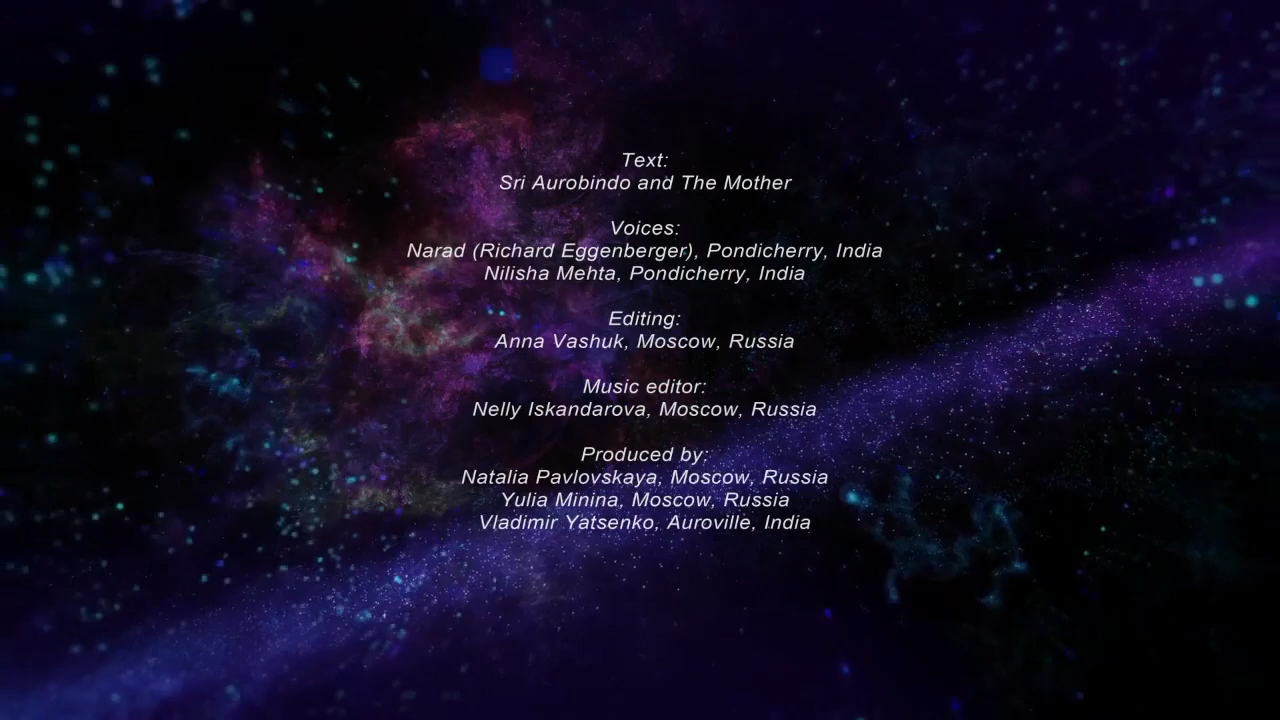 Text:
Sri Aurobindo and The Mother
Voices:
Narad (Richard Eggenberger), Pondicherry, India
Nilisha Mehta, Pondicherry, India
Editing:
Anna Vashuk, Moscow, Russia
Music editor:
Nelly Iskandarova, Moscow, Russia
Produced by:
Natalia Pavlovskaya, Moscow, Russia
Yulia Minina, Moscow, Russia
Vladimir Yatsenko, Auroville, India